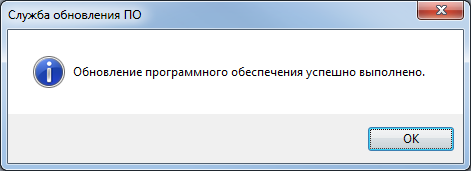 Служба обновления ПО
Обновление программного обеспечения успешно выполнено.
OK